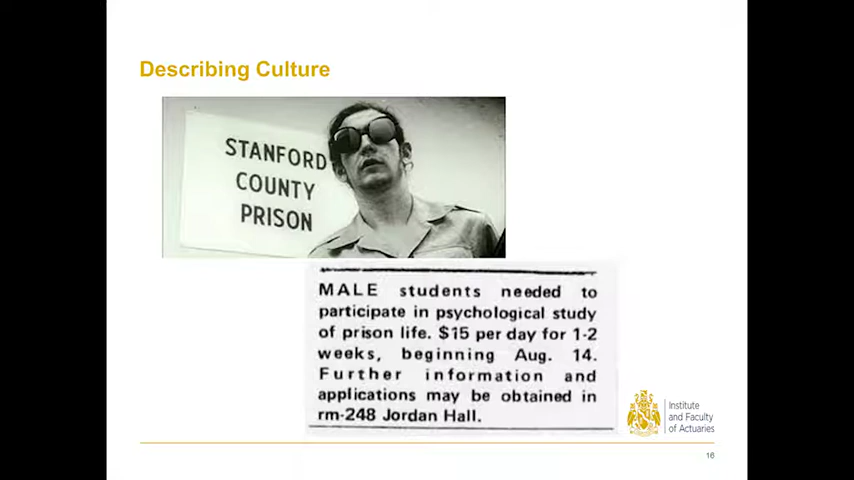 Describing Culture
STANFORD
COUNTY
PRISON
MALE students needed to
participate in psychological study
of prison life. $15 per day for 1-2
weeks, beginning Aug. 14.
Further information and
applications may be obtained in
rm-248 Jordan Hall.
Institute
and Faculty
of Actuaries
16